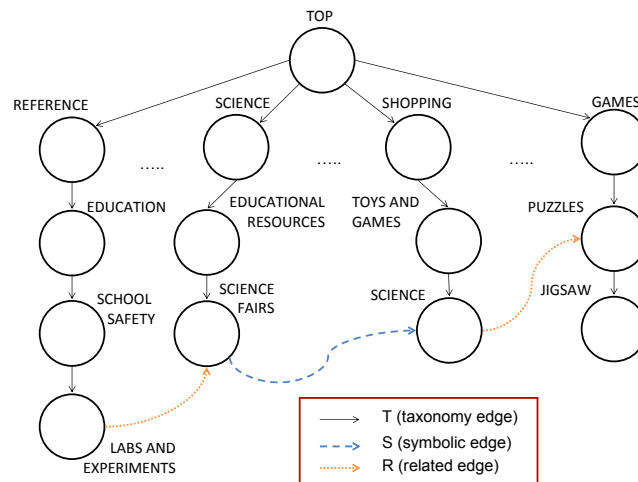 TOP
REFERENCE
SCIENCE
SHOPPING
GAMES
.....
.....
.....
EDUCATION
EDUCATIONAL
RESOURCES
TOYS AND
GAMES
PUZZLES
SCHOOL
SAFETY
SCIENCE
FAIRS
SCIENCE
JIGSAW
LABS AND
EXPERIMENTS
T (taxonomy edge)
S (symbolic edge)
R (related edge)